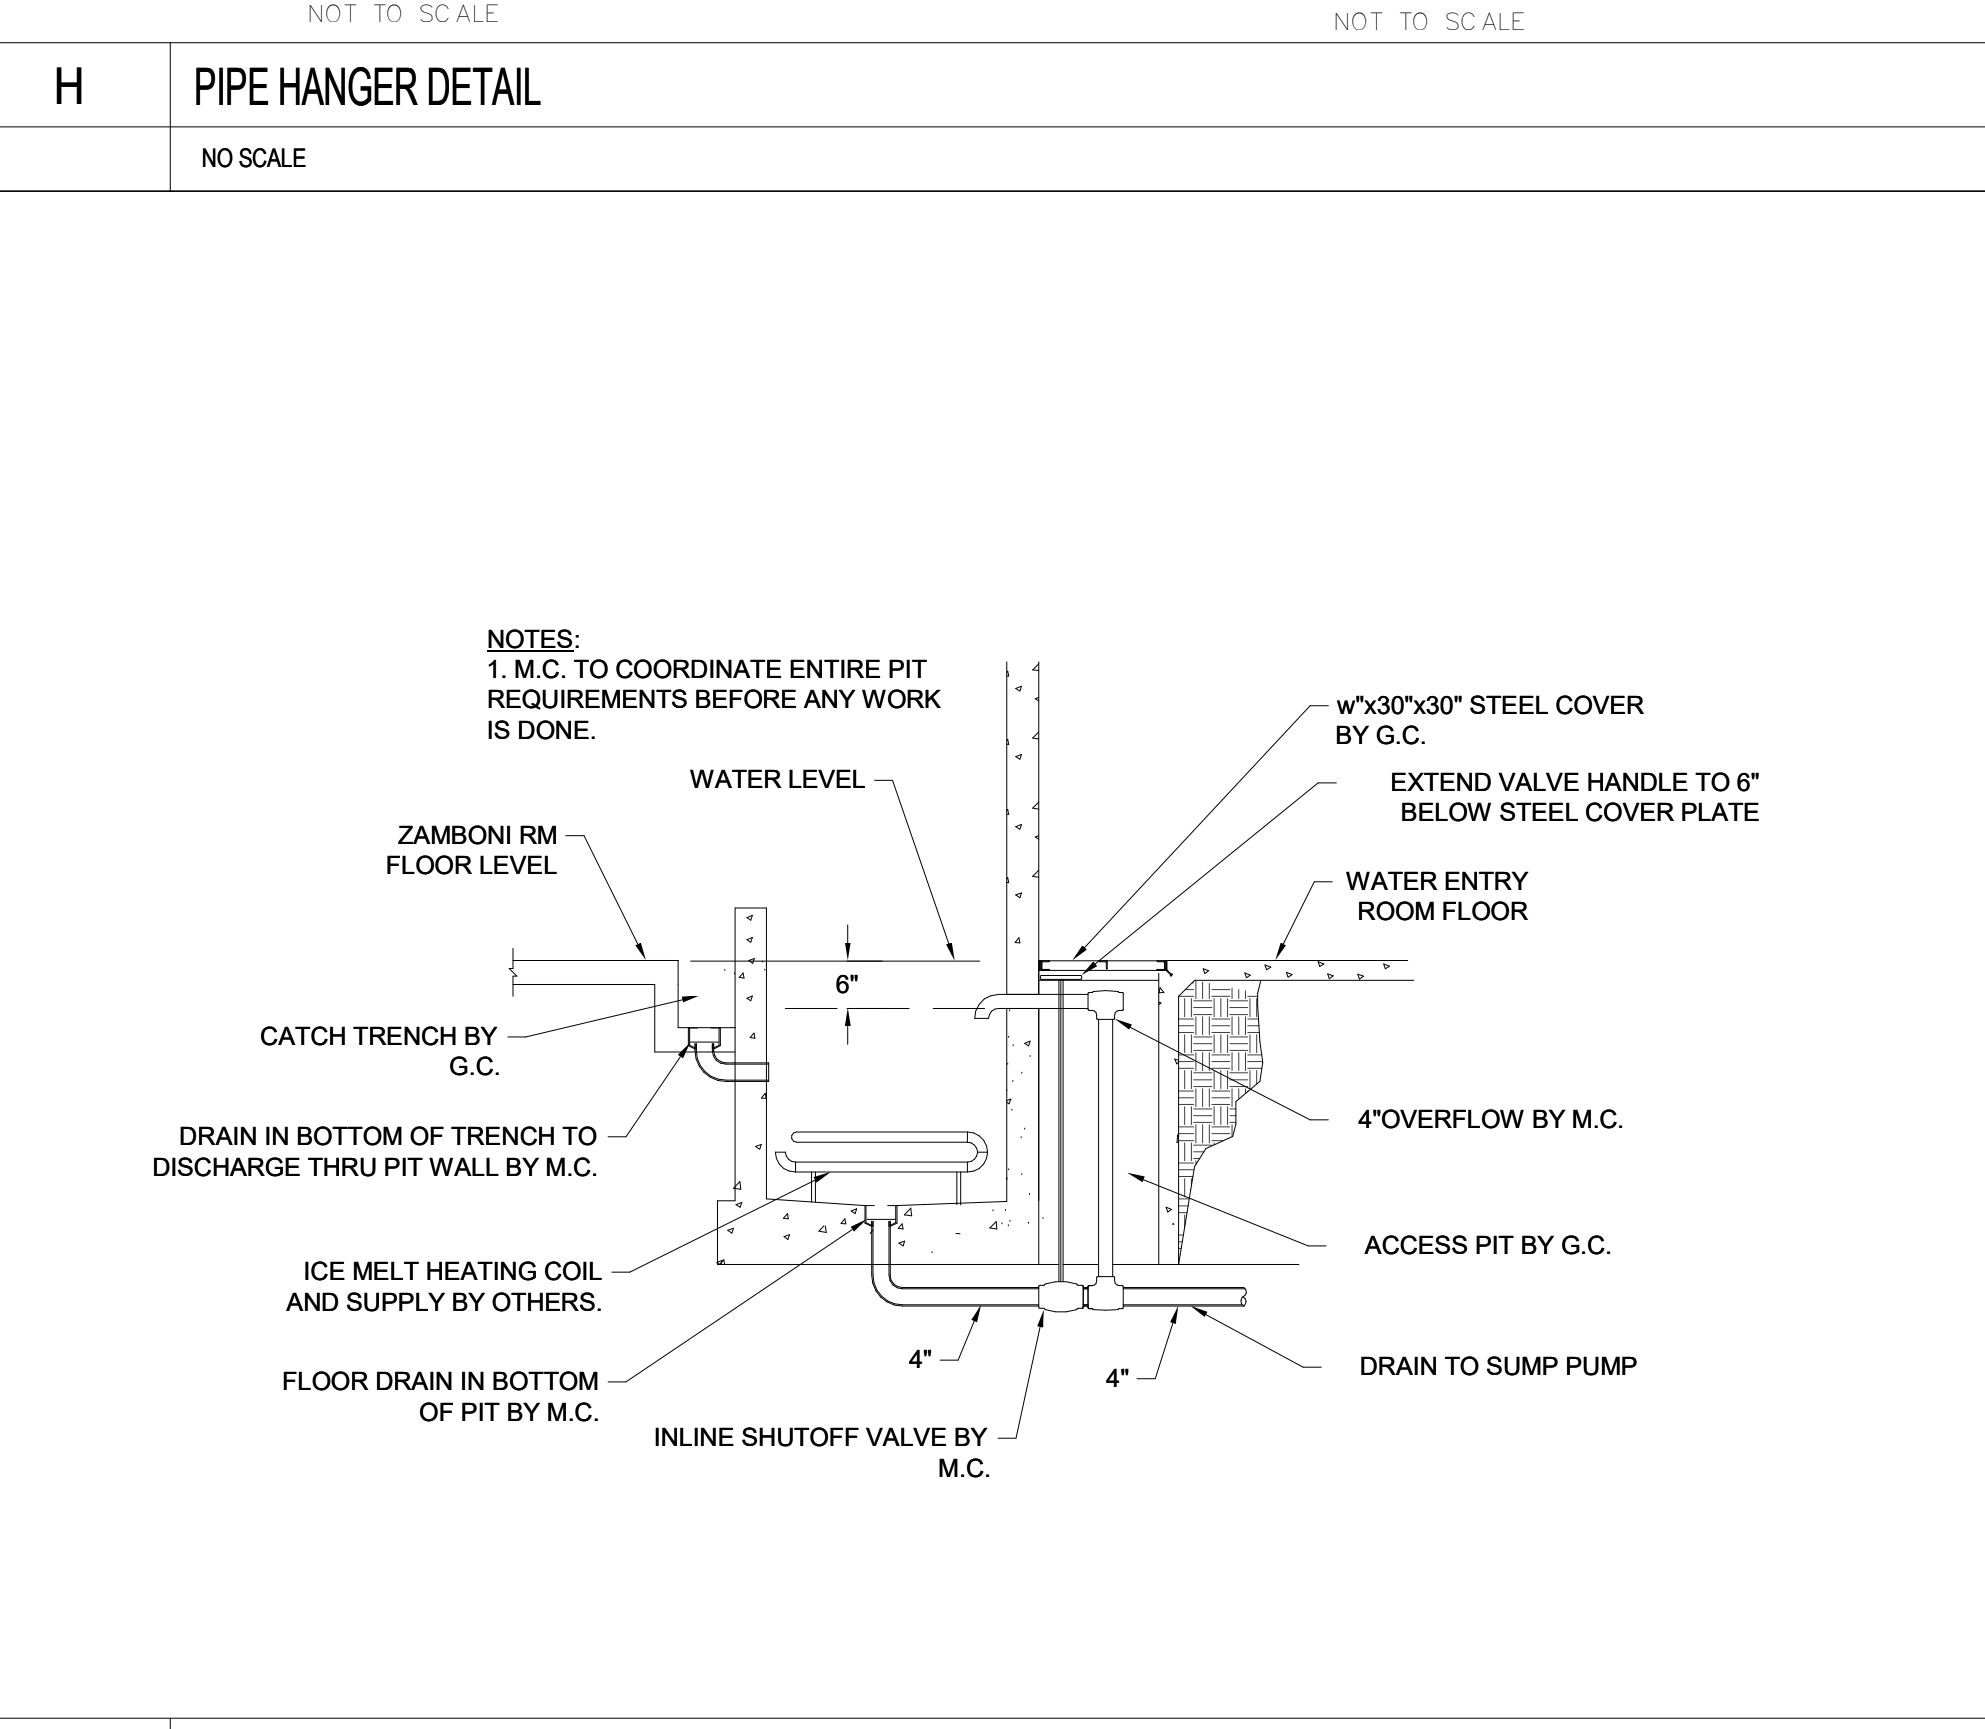 NOT TO SCALE
NOT TO SCALE
H
PIPE HANGER DETAIL
NO SCALE
NOTES:
1. M.C. TO COORDINATE ENTIRE PIT
REQUIREMENTS BEFORE ANY WORK
IS DONE.
w"x30"x30" STEEL COVER
BY G.C.
WATER LEVEL
EXTEND VALVE HANDLE TO 6"
BELOW STEEL COVER PLATE
ZAMBONI RM
FLOOR LEVEL
WATER ENTRY
ROOM FLOOR
6"
CATCH TRENCH BY
G.C.
4"OVERFLOW BY M.C.
DRAIN IN BOTTOM OF TRENCH TO
DISCHARGE THRU PIT WALL BY M.C.
ACCESS PIT BY G.C.
ICE MELT HEATING COIL
AND SUPPLY BY OTHERS.
4"
4"
DRAIN TO SUMP PUMP
FLOOR DRAIN IN BOTTOM
OF PIT BY M.C.
INLINE SHUTOFF VALVE BY
M.C.